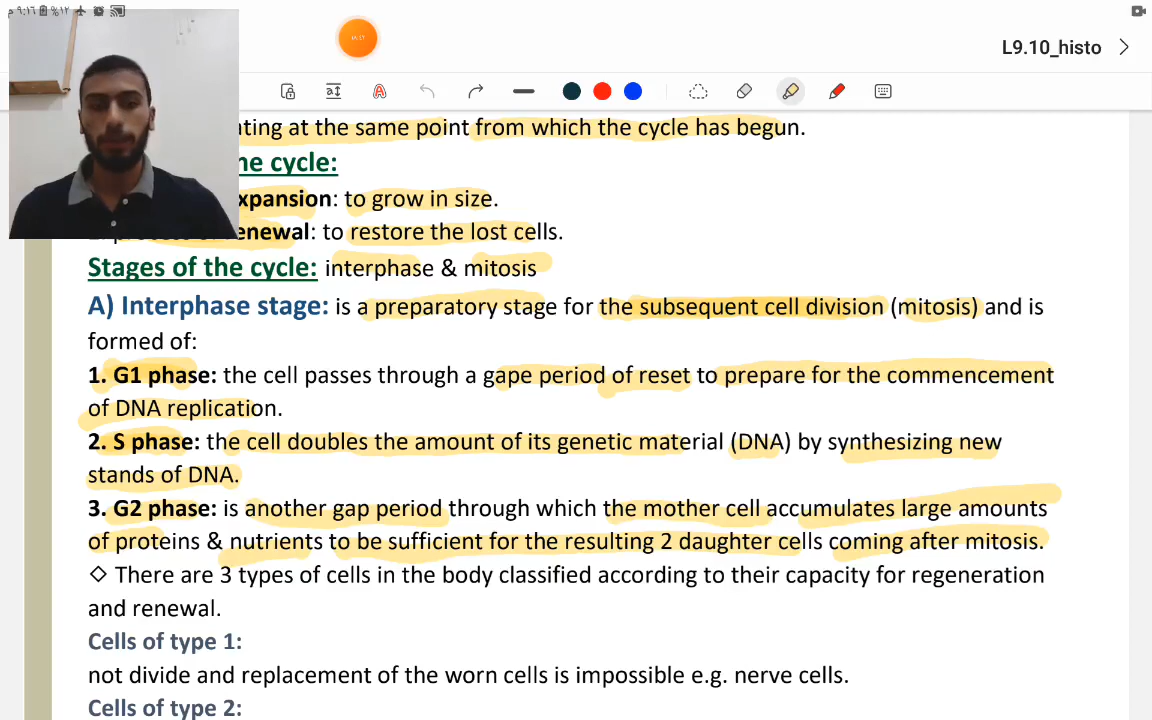 م ٩:١٦ ٪١٢
L9.10_histo
ting at the same point from which the cycle has begun.
he cycle:
xpansion: to grow in size.
enewal: to restore the lost cells.
Stages of the cycle: interphase & mitosis
A) Interphase stage: is a preparatory stage for the subsequent cell division (mitosis) and is
formed of:
1. G1 phase: the cell passes through a gape period of reset to prepare for the commencement
of DNA replication.
2. S phase: the cell doubles the amount of its genetic material (DNA) by synthesizing new
stands of DNA.
3. G2 phase: is another gap period through which the mother cell accumulates large amounts
of proteins & nutrients to be sufficient for the resulting 2 daughter cells coming after mitosis.
◇ There are 3 types of cells in the body classified according to their capacity for regeneration
and renewal.
Cells of type 1:
not divide and replacement of the worn cells is impossible e.g. nerve cells.
Cells of type 2: